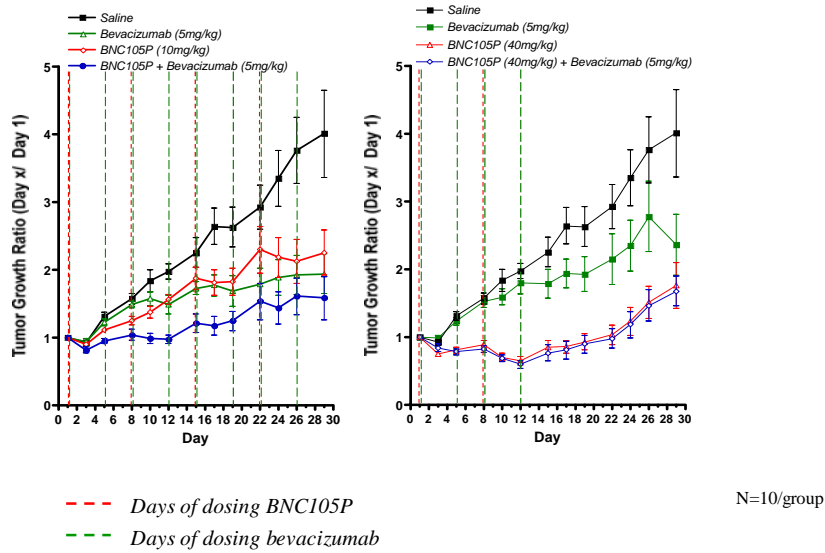 Saline
Bevacizumab (5mg/kg)
BNC105P (10mg/kg)
BNC105P + Bevacizumab (5mg/kg)
Tumor Growth Ratio (Day x/ Day 1)
5
4
3
2
1
0
0 2 4 6 8 10 12 14 16 18 20 22 24 26 28 30
Day
Saline
Bevacizumab (5mg/kg)
BNC105P (40mg/kg)
BNC105P (40mg/kg) + Bevacizumab (5mg/kg)
Tumor Growth Ratio (Day x/ Day 1)
5
4
3
2
1
0
0 2 4 6 8 10 12 14 16 18 20 22 24 26 28 30
Day
Days of dosing BNC105P
Days of dosing bevacizumab
N=10/group